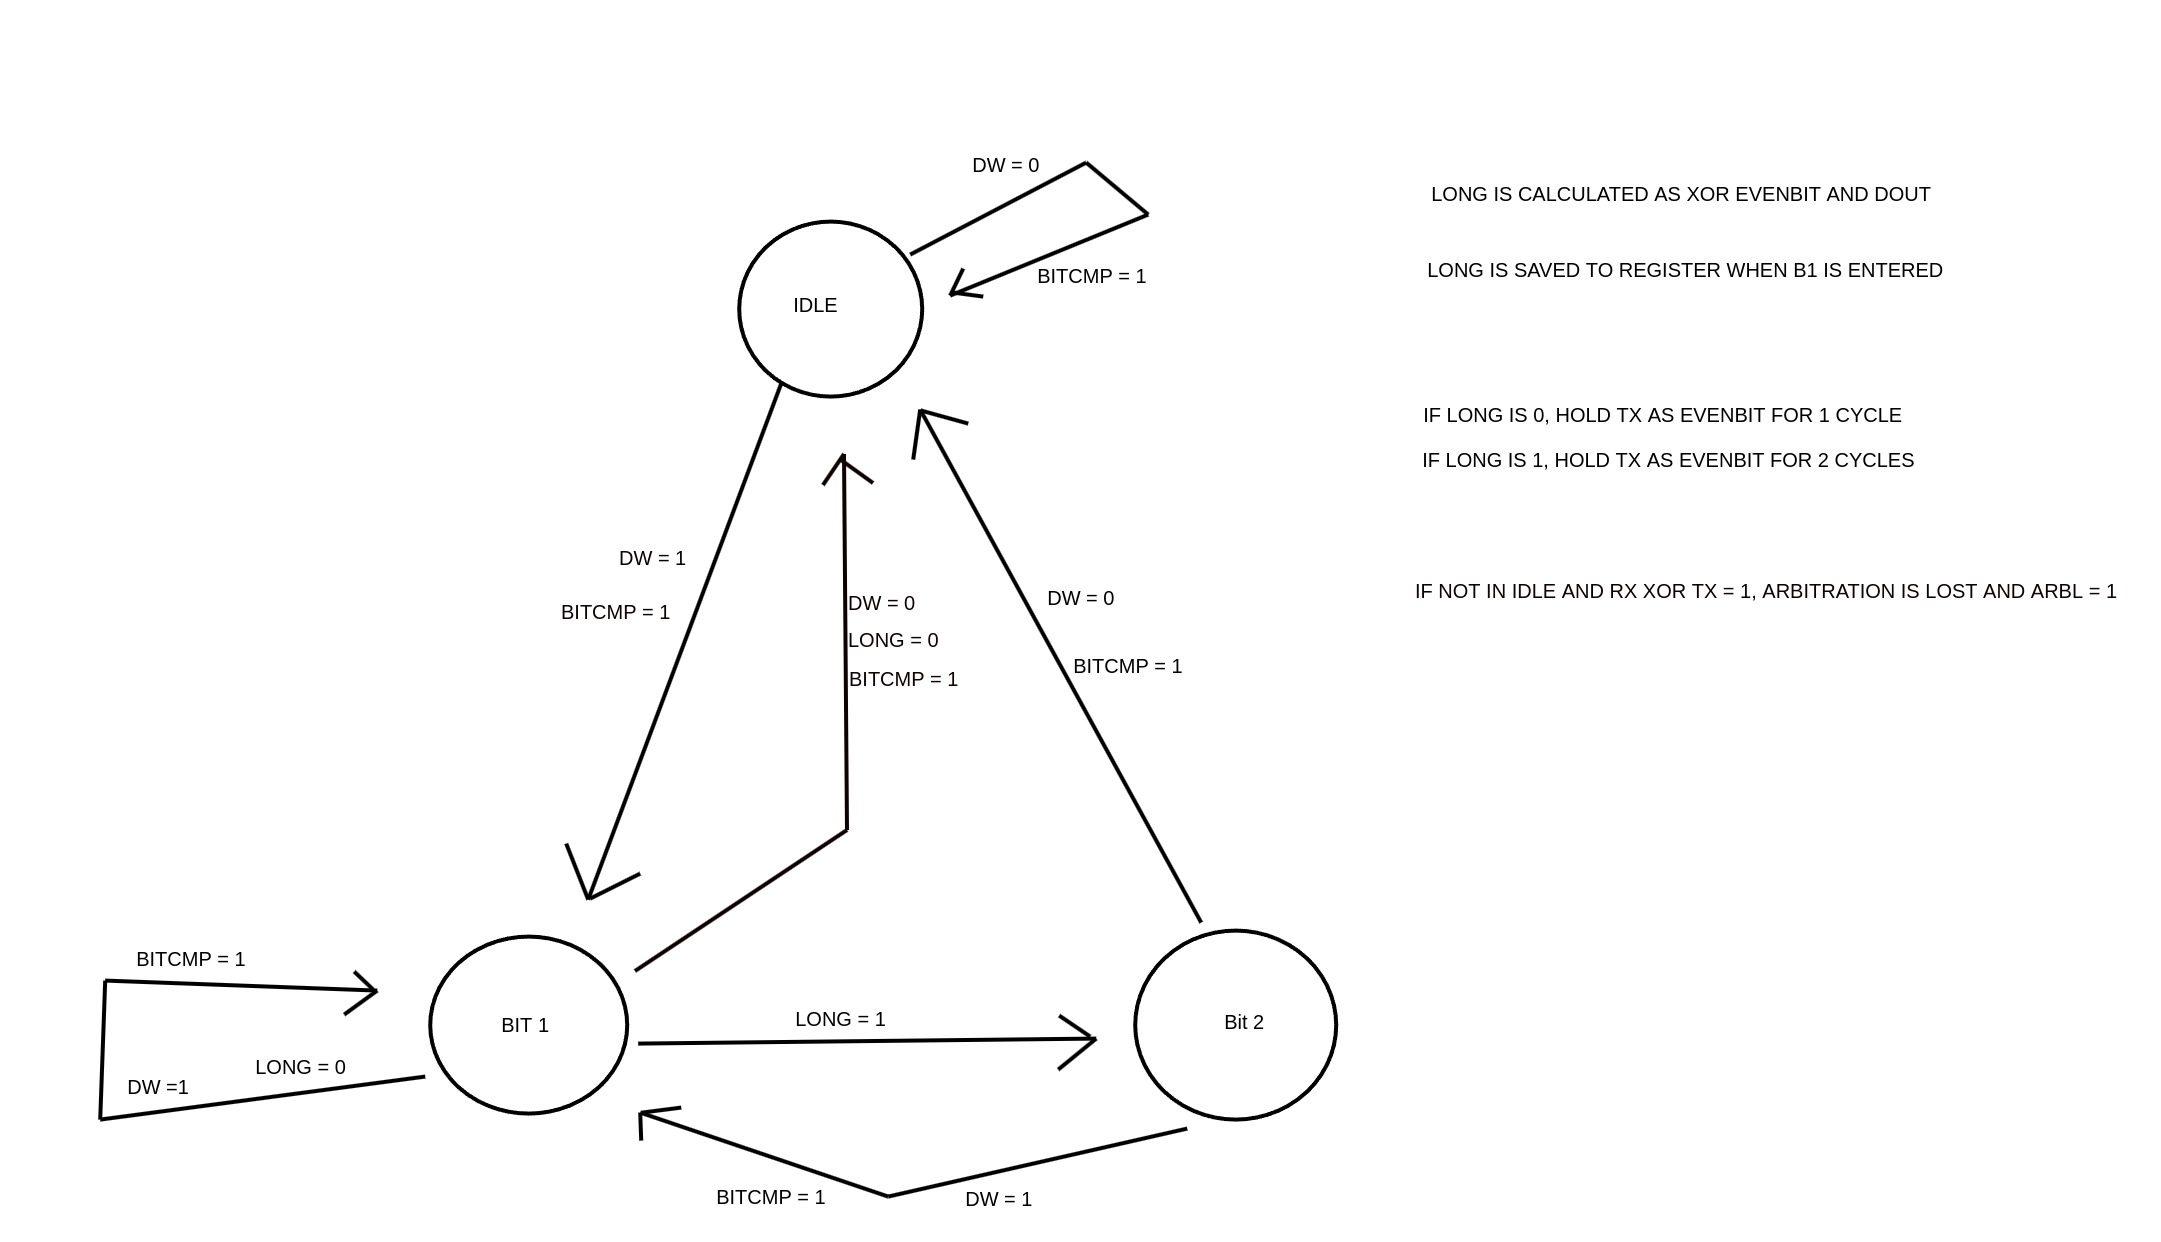 DW = 0
LONG IS CALCULATED AS XOR EVENBIT AND DOUT
LONG IS SAVED TO REGISTER WHEN B1 IS ENTERED
BITCMP = 1
IDLE
IF LONG IS 0, HOLD TX AS EVENBIT FOR 1 CYCLE
IF LONG IS 1, HOLD TX AS EVENBIT FOR 2 CYCLES
DW = 1
BITCMP = 1
IF NOT IN IDLE AND RX XOR TX = 1, ARBITRATION IS LOST AND ARBL = 1
DW = 0
LONG = 0
BITCMP = 1
DW = 0
BITCMP = 1
BITCMP = 1
LONG = 0
DW =1
BIT 1
LONG = 1
Bit 2
BITCMP = 1
DW = 1